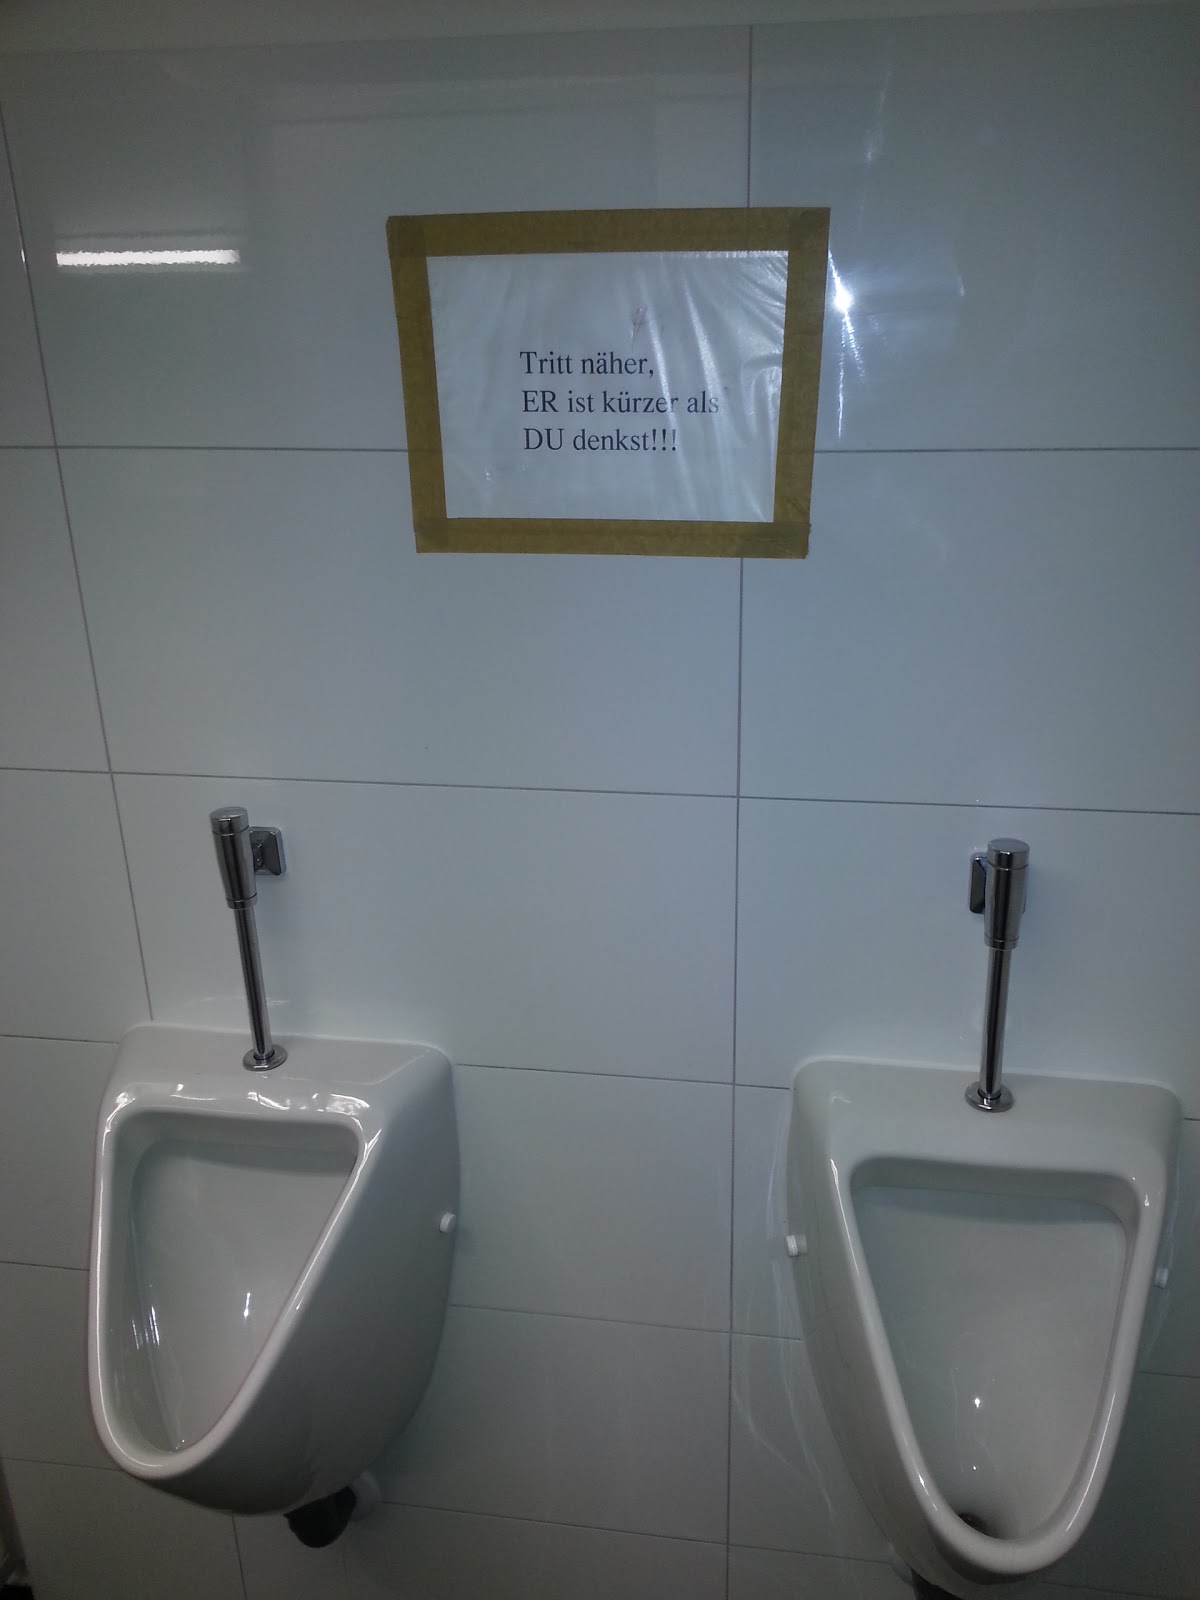 Tritt näher,
ER ist kürzer als
DU denkst!!!